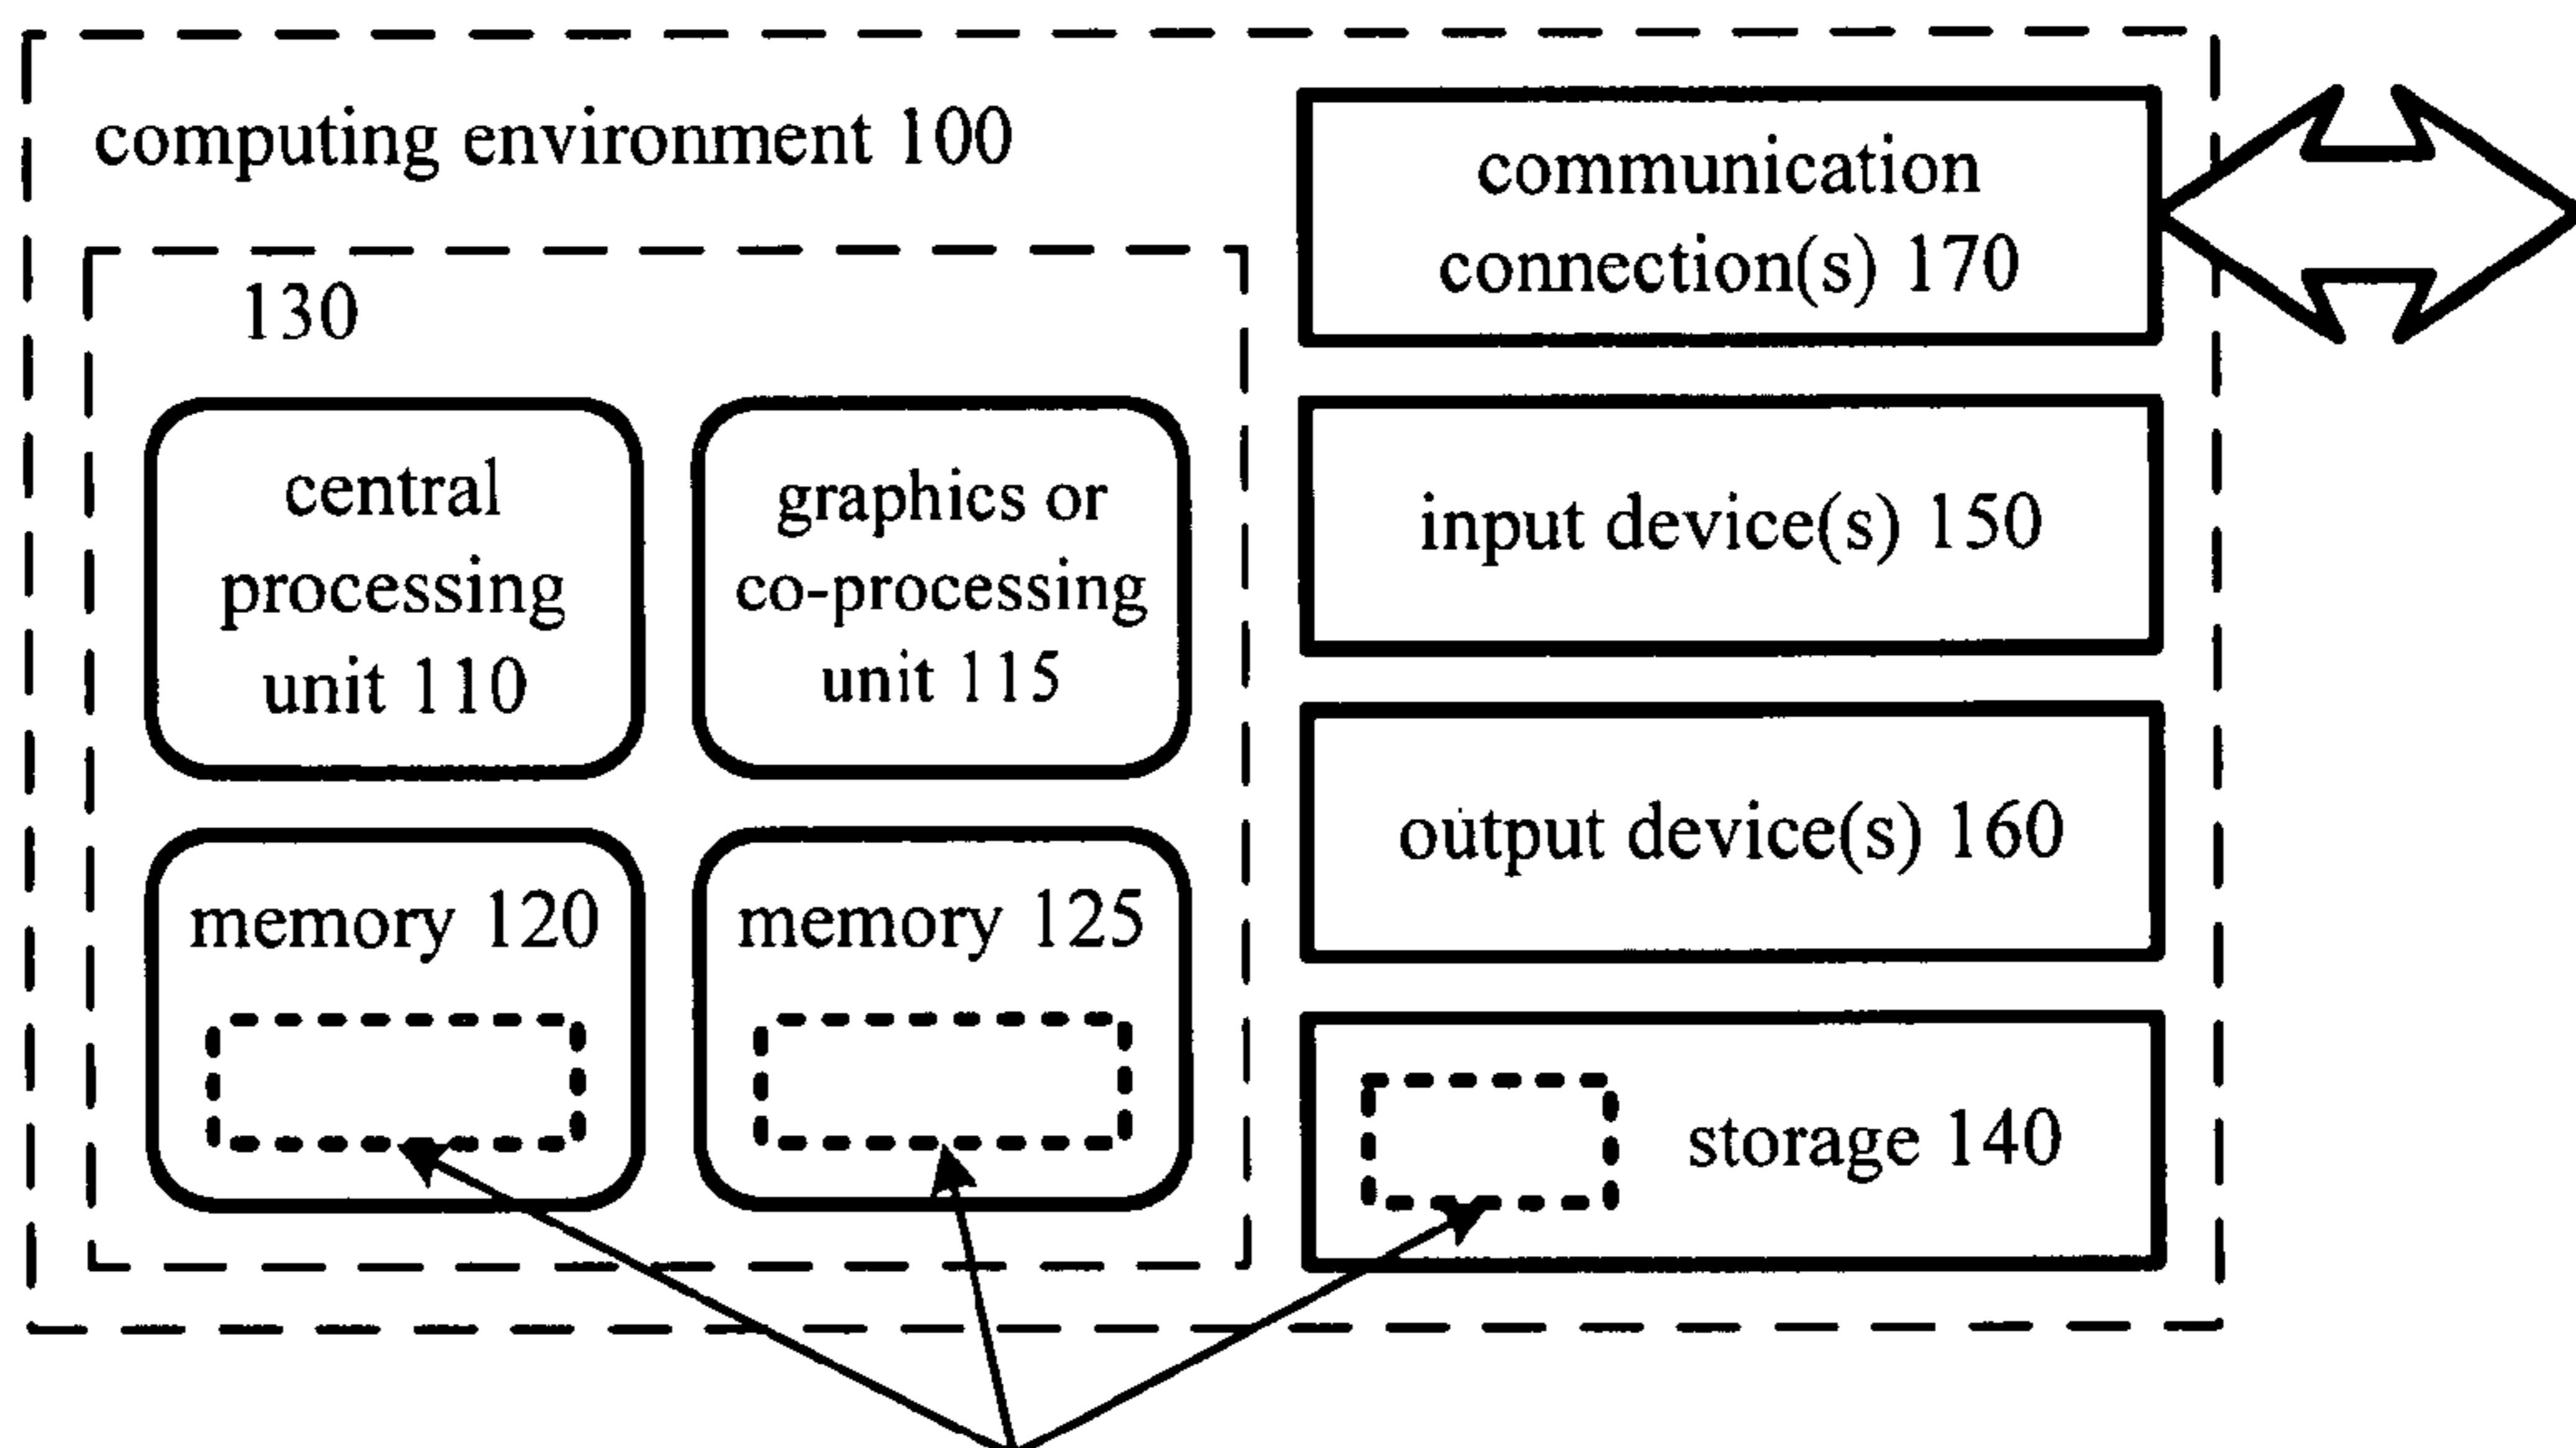 computing environment 100
130
central
processing
unit 110
graphics or
co-processing
unit 115
memory 120
memory 125
communication
connection(s) 170
input device(s) 150
output device(s) 160
storage 140